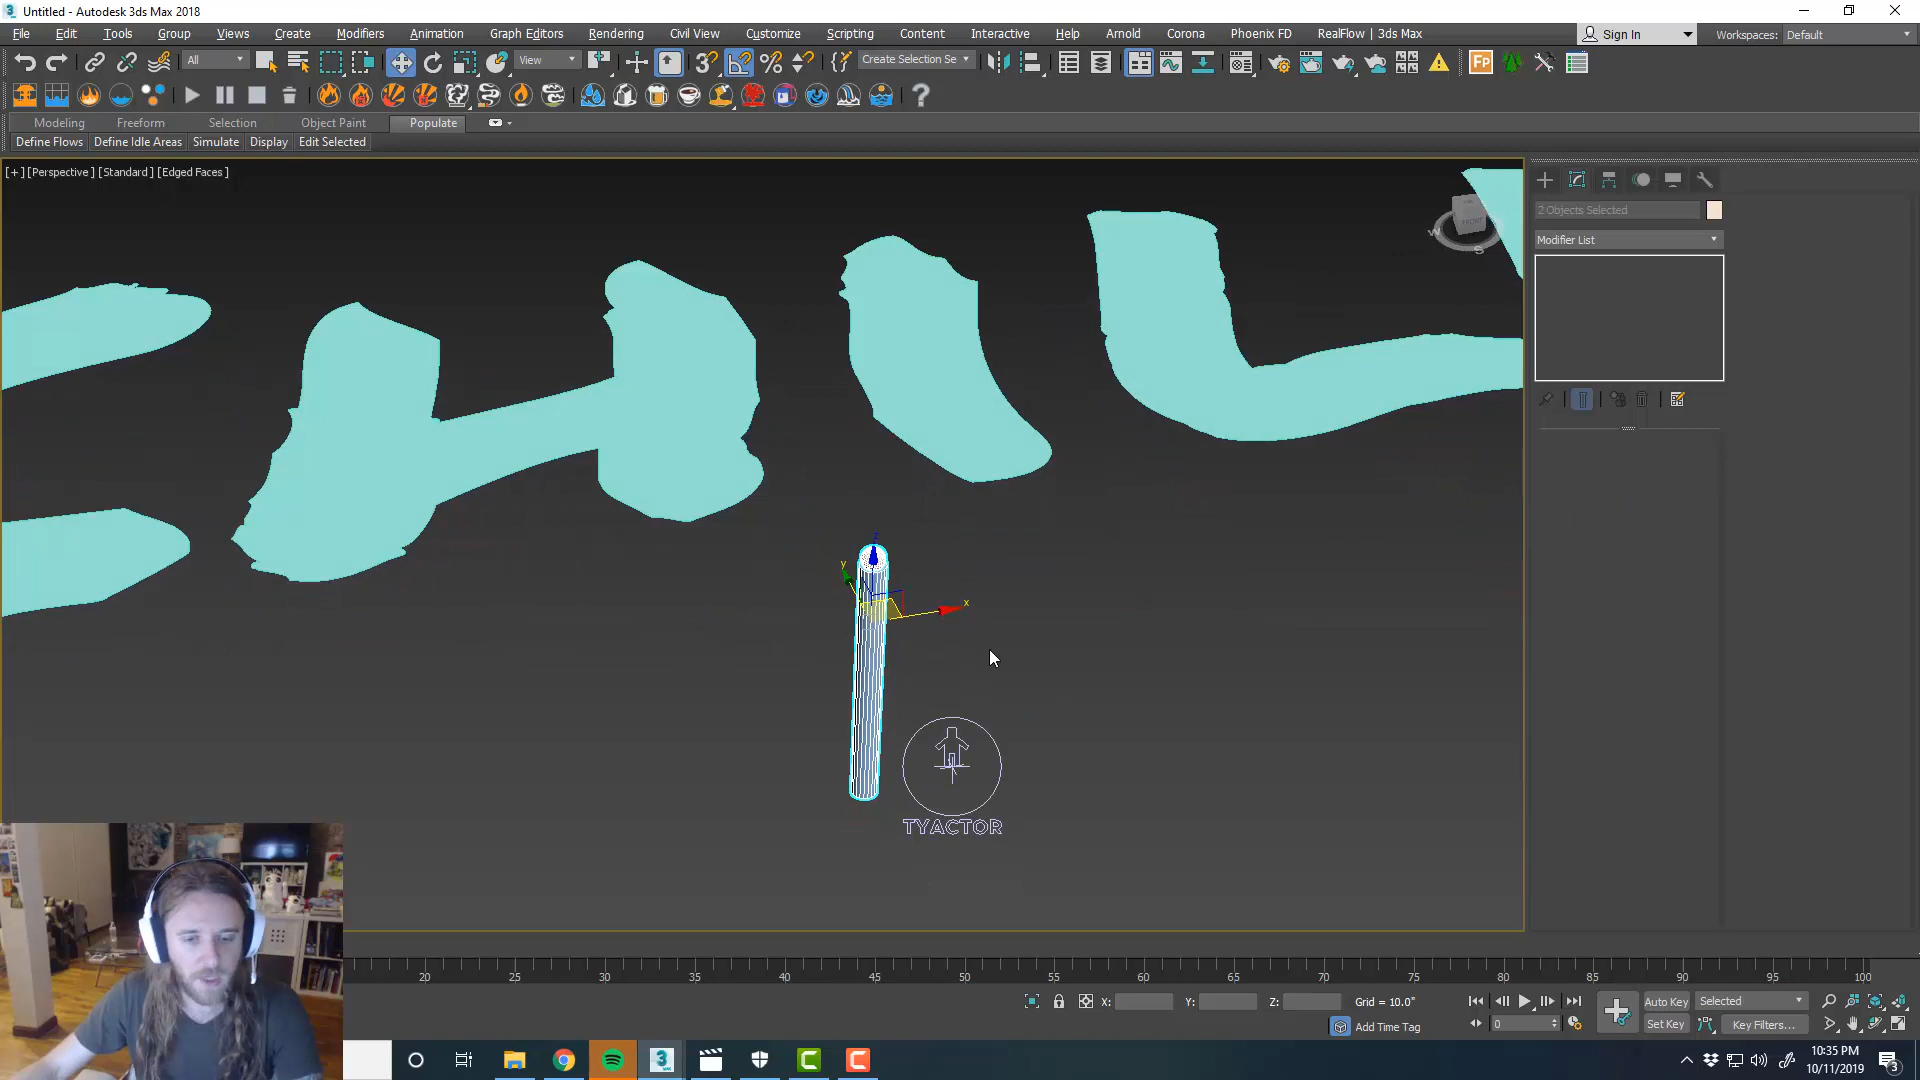 Untitled - Autodesk 3ds Max 2018
File Edit Tools Group Views Create Modifiers Animation Graph Editors Rendering Civil View Customize Scripting Content Interactive Help Arnold Corona Phoenix FD RealFlow | 3ds Max Sign In Workspaces: Default
All View Create Selection Se Fp
Modeling Freeform Selection Object Paint Populate
Define Flows Define Idle Areas Simulate Display Edit Selected
[+] [Perspective] [Standard] [Edged Faces]
FRONT
W S
2 Objects Selected
Modifier List
z
y
x
TYACTOR
20 25 30 35 40 45 50 55 60 65 70 75 80 85 90 95 100
X: Y: Z: Grid = 10.0" Auto Key Selected
0 Set Key Key Filters...
Add Time Tag
10:35 PM
10/11/2019
3